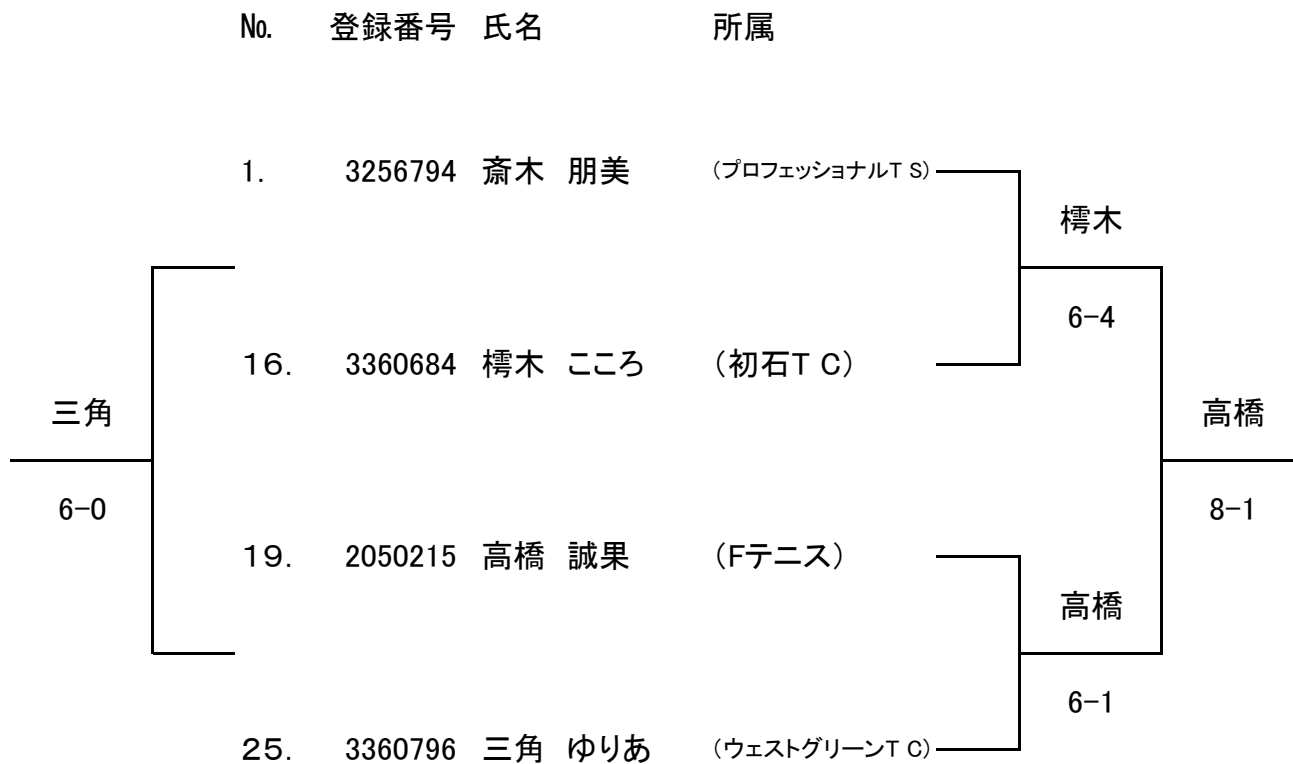 № 登録番号 氏名 所属
1. 3256794 斎木 朋美 (プロフェッショナルTS)
樗木
6-4
16. 3360684 樗木 こころ (初石TC)
三角 高橋
6-0 8-1
19. 2050215 高橋 誠果 (Fテニス)
高橋
6-1
25. 3360796 三角 ゆりあ (ウェストグリーンTC)